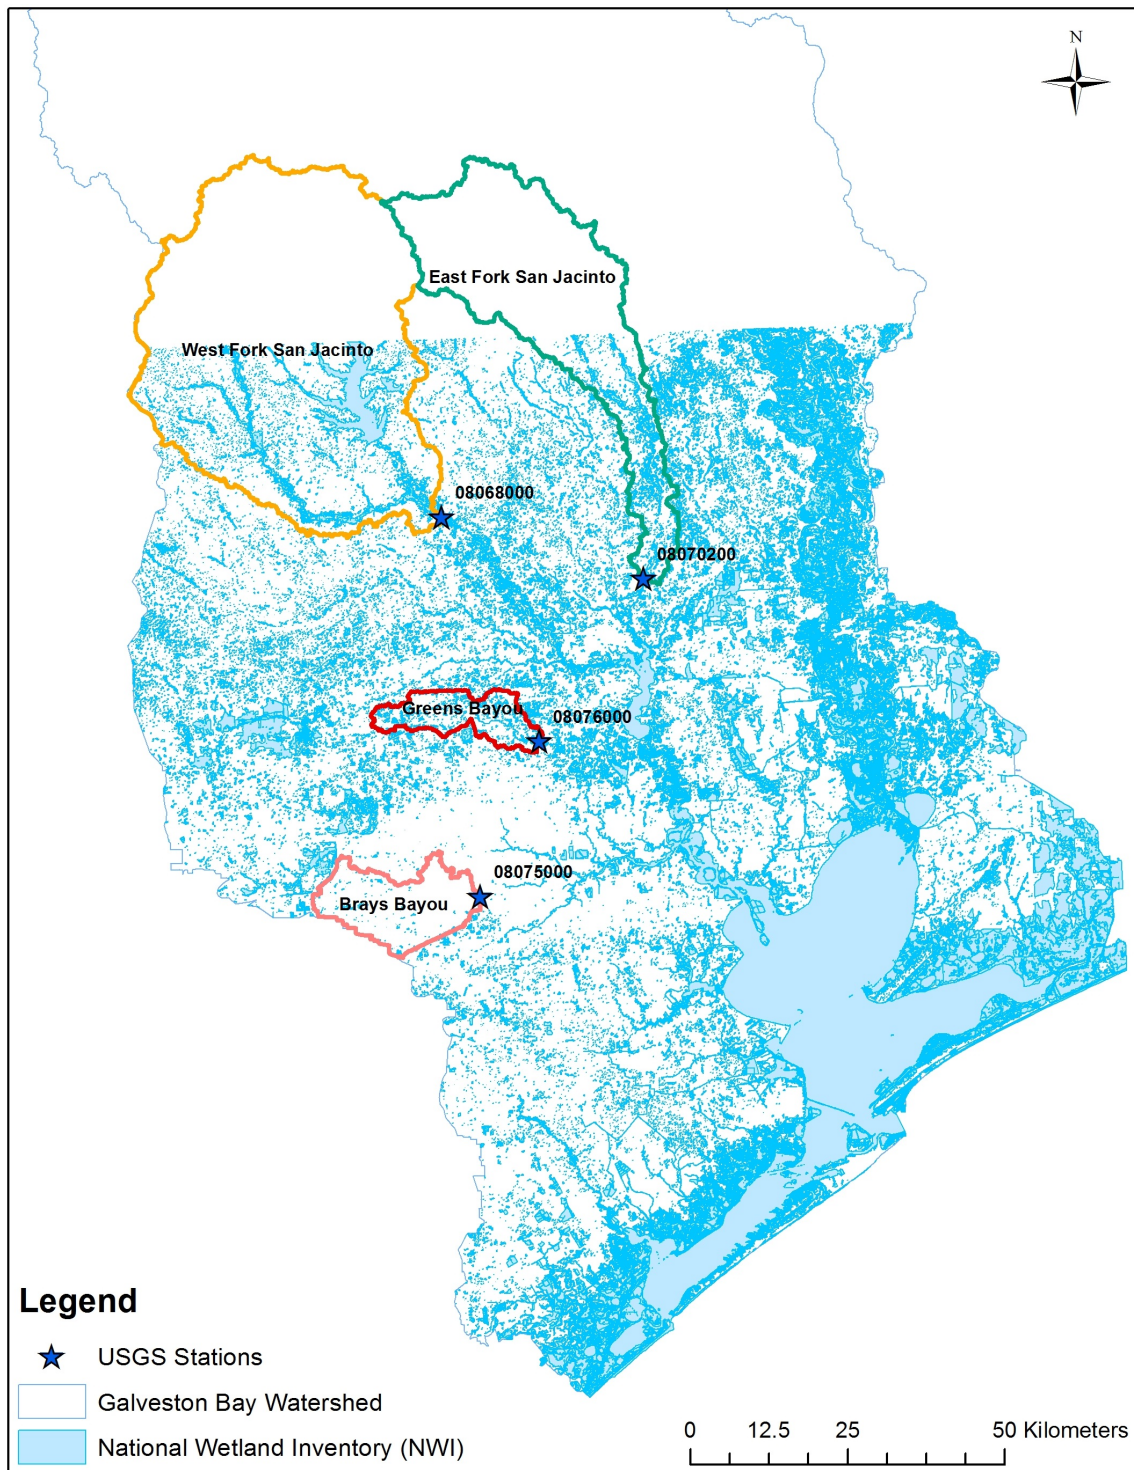 N
East Fork San Jacinto
West Fork San Jacinto
08068000
08070200
Greens Bayou
08076000
08075000
Brays Bayou
Legend
USGS Stations
Galveston Bay Watershed
National Wetland Inventory (NWI)
0 12.5 25 50 Kilometers